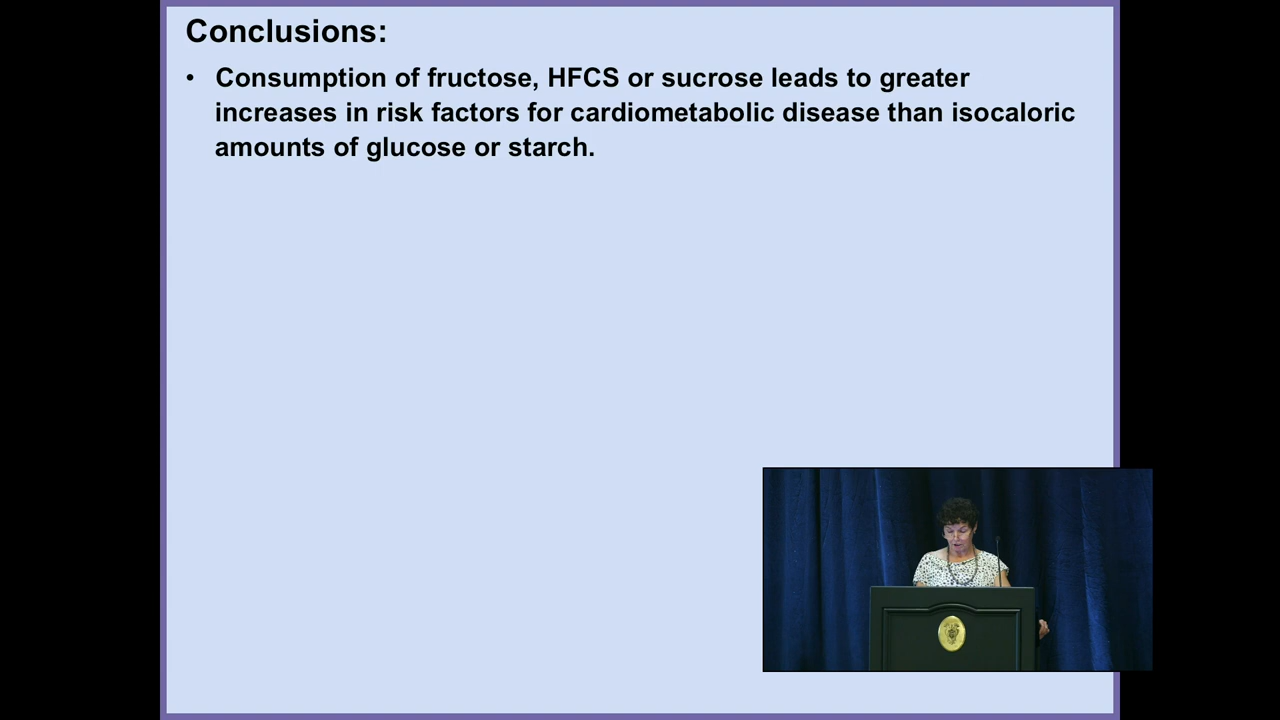 Conclusions:
• Consumption of fructose, HFCS or sucrose leads to greater
increases in risk factors for cardiometabolic disease than isocaloric
amounts of glucose or starch.